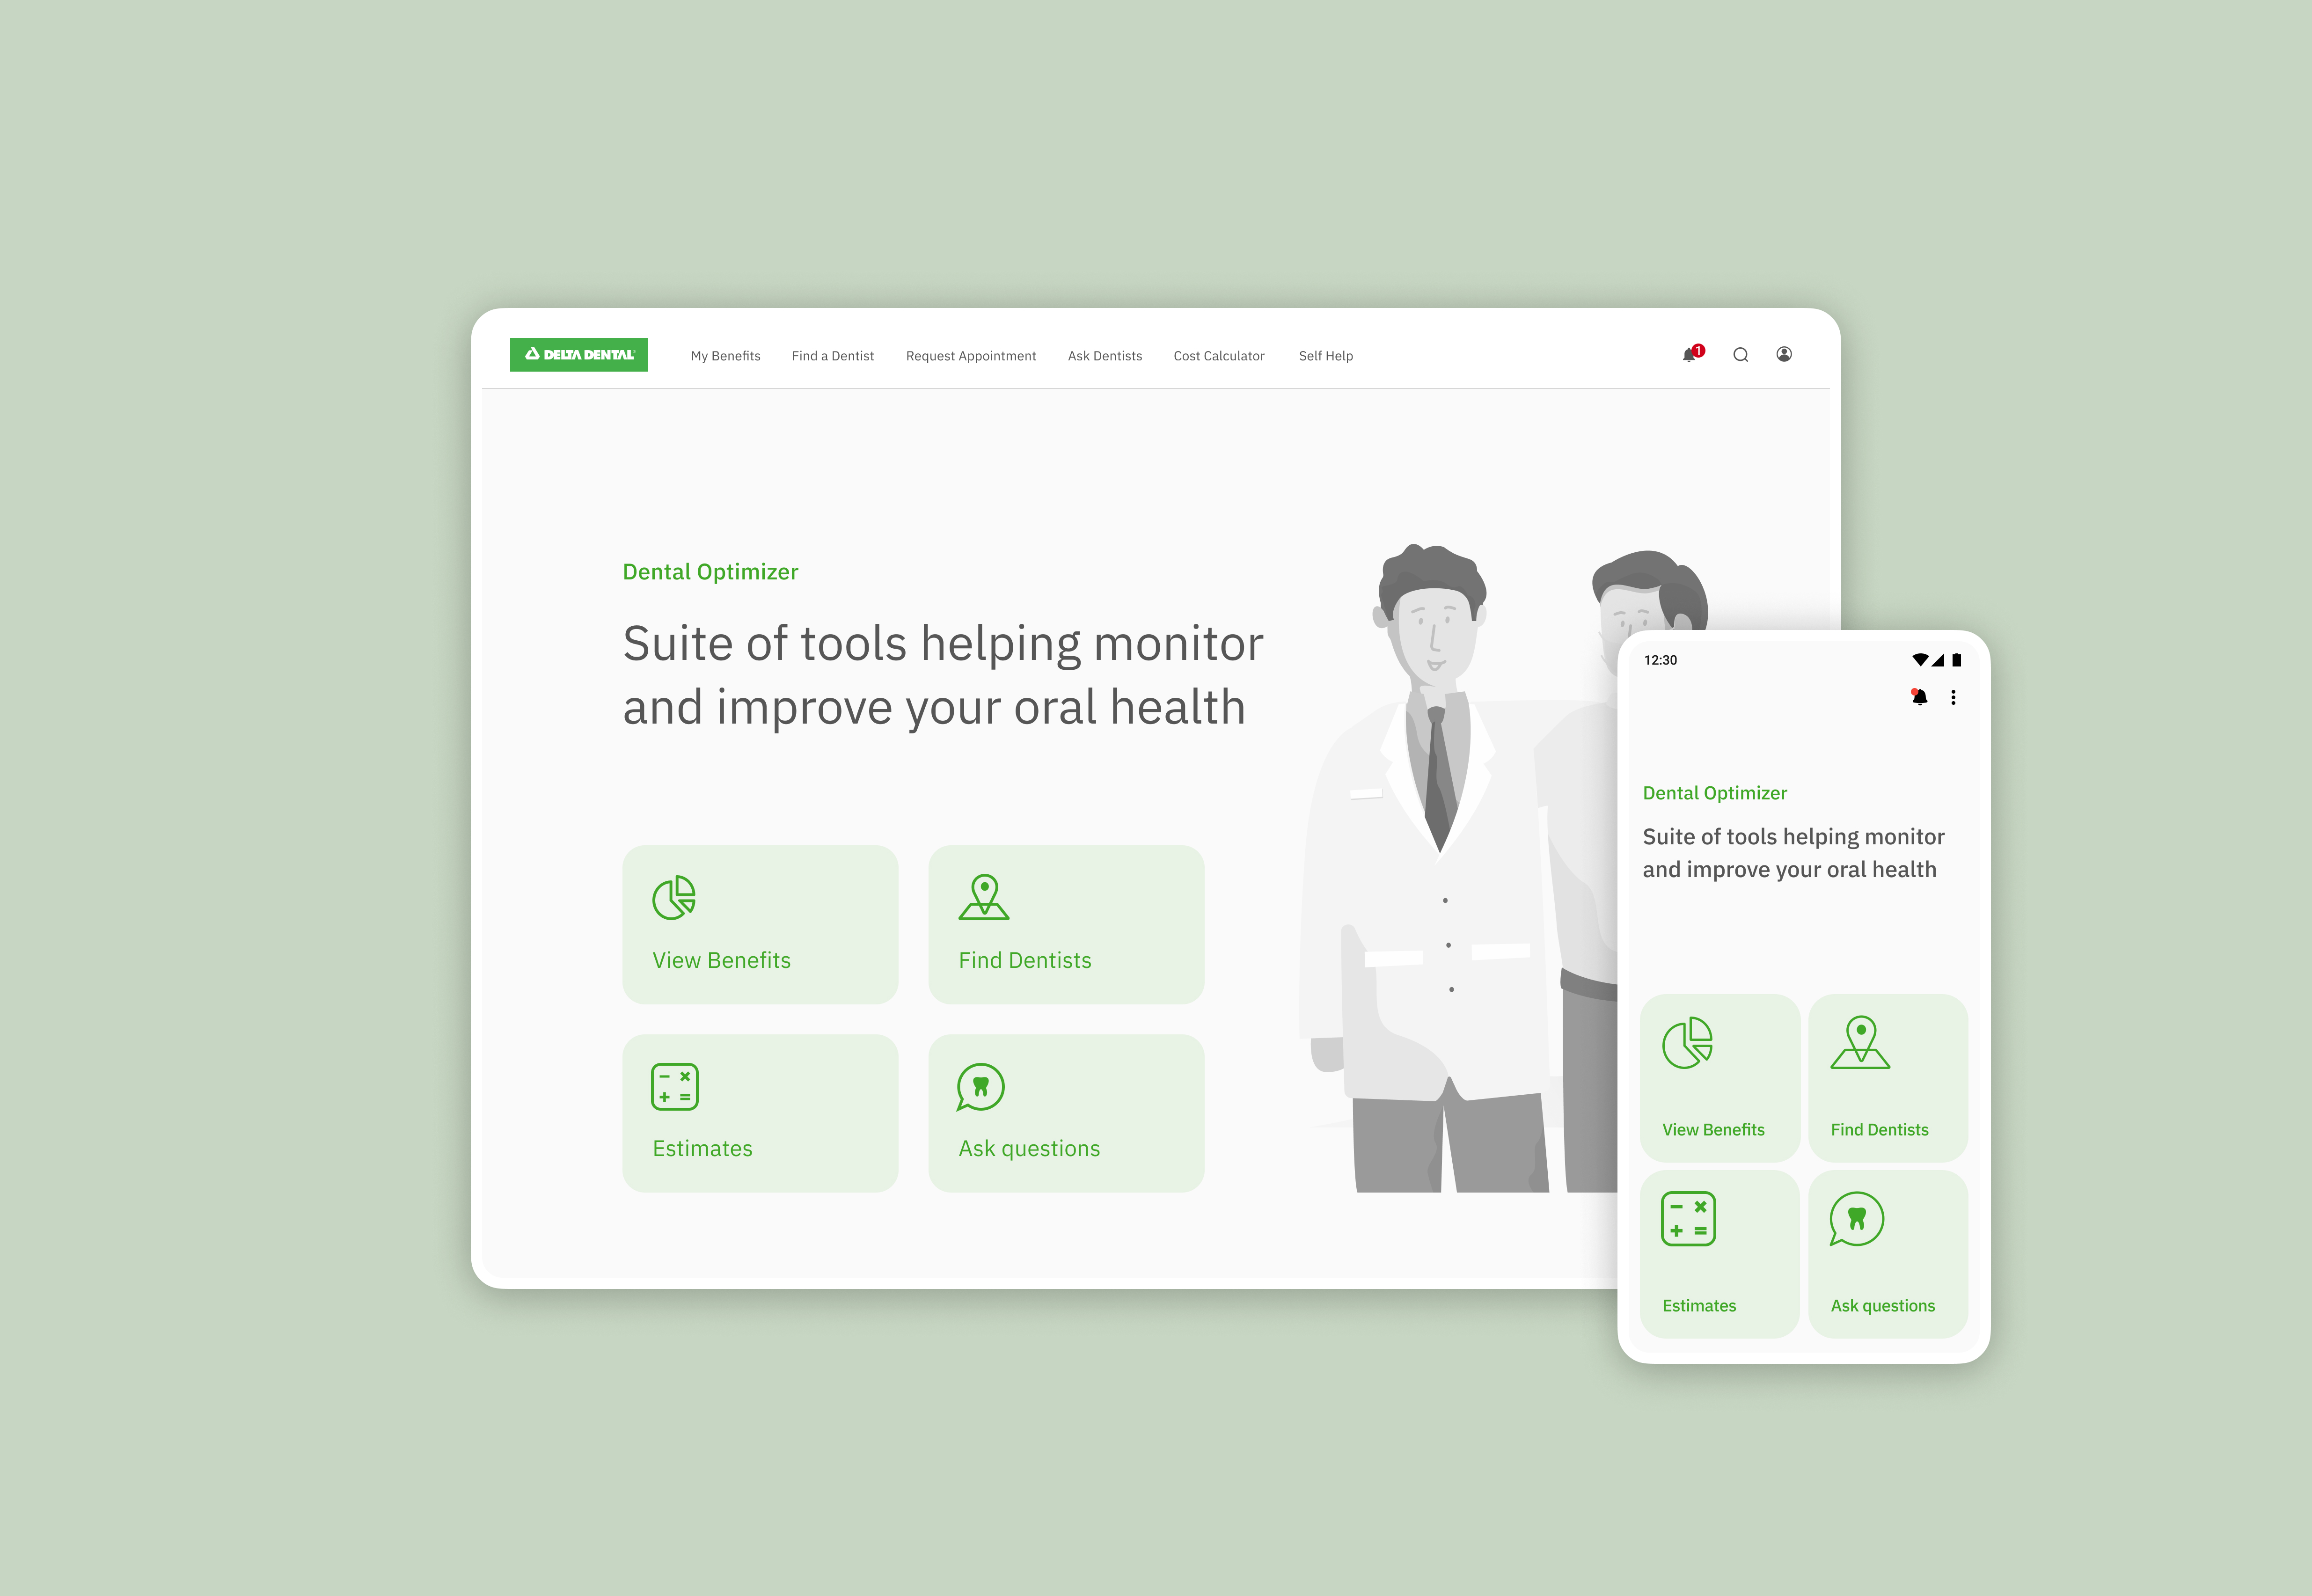 DELTA DENTAL
My Benefits
Find a Dentist
Request Appointment
Ask Dentists
Cost Calculator
Self Help
1
Dental Optimizer
Suite of tools helping monitor
and improve your oral health
View Benefits
Find Dentists
Estimates
Ask questions
12:30
Dental Optimizer
Suite of tools helping monitor
and improve your oral health
View Benefits
Find Dentists
Estimates
Ask questions